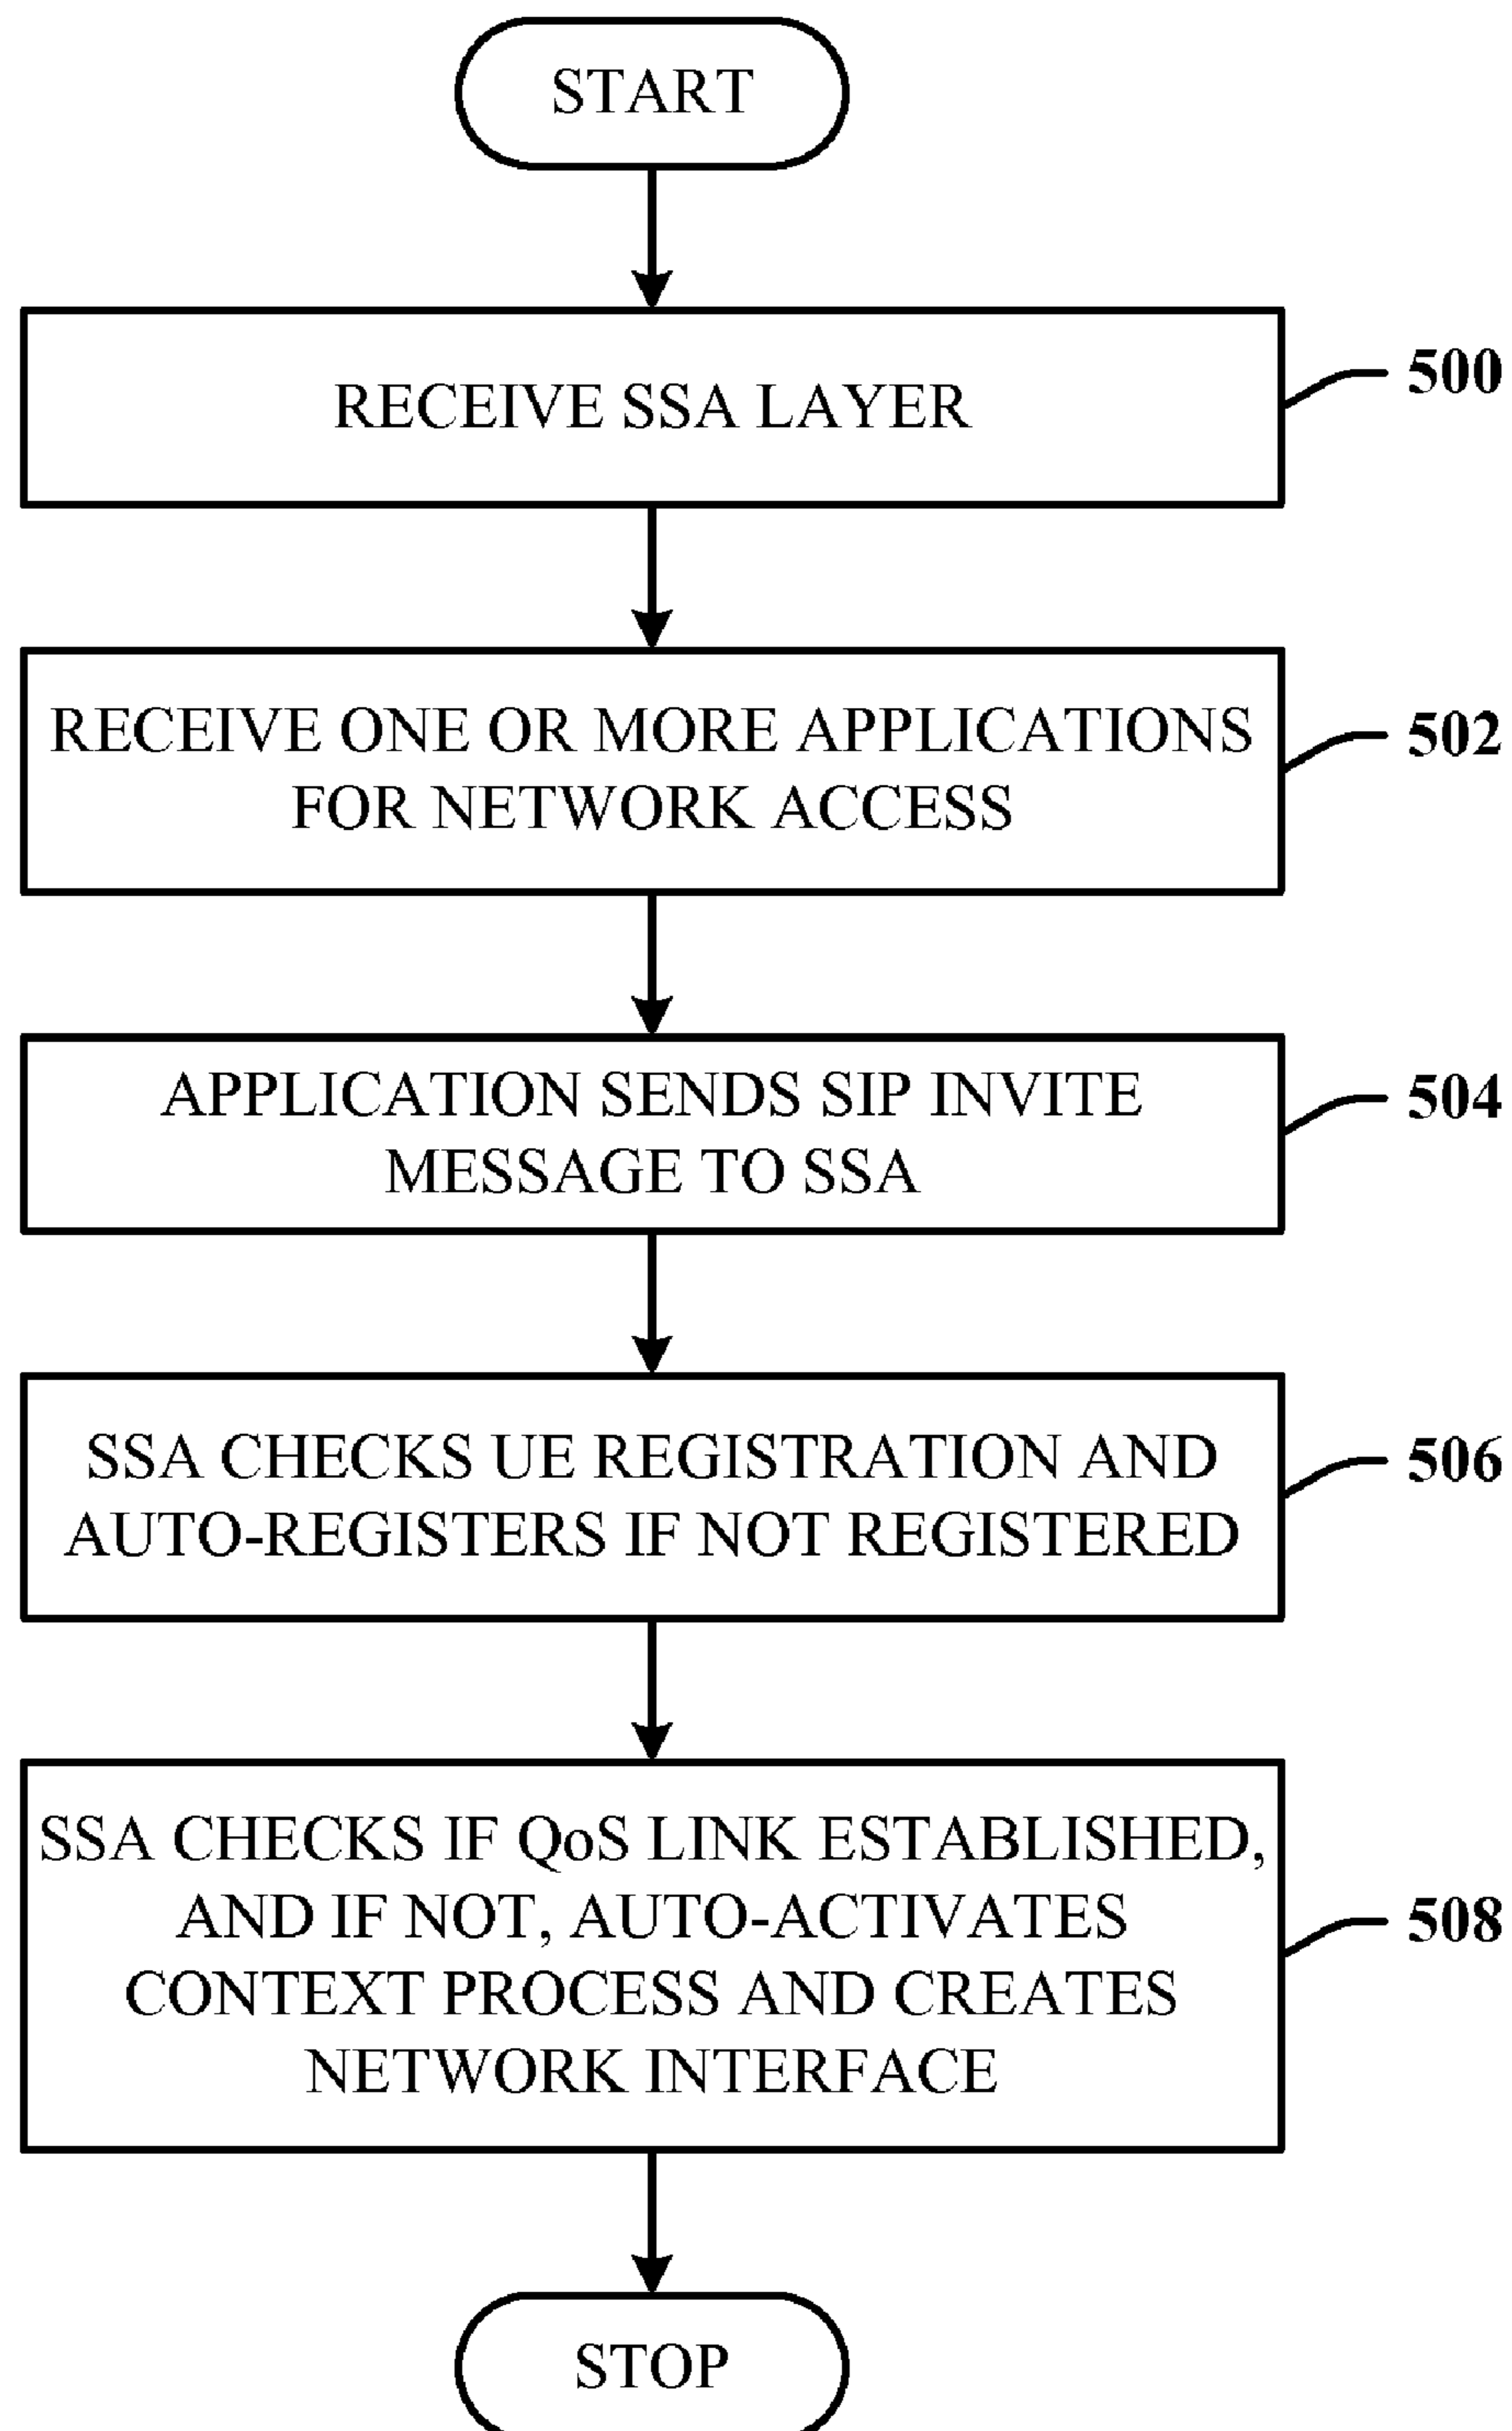 START
RECEIVE SSA LAYER
500
RECEIVE ONE OR MORE APPLICATIONS
FOR NETWORK ACCESS
502
APPLICATION SENDS SIP INVITE
MESSAGE TO SSA
504
SSA CHECKS UE REGISTRATION AND
AUTO-REGISTERS IF NOT REGISTERED
506
SSA CHECKS IF QoS LINK ESTABLISHED,
AND IF NOT, AUTO-ACTIVATES
CONTEXT PROCESS AND CREATES
NETWORK INTERFACE
508
STOP